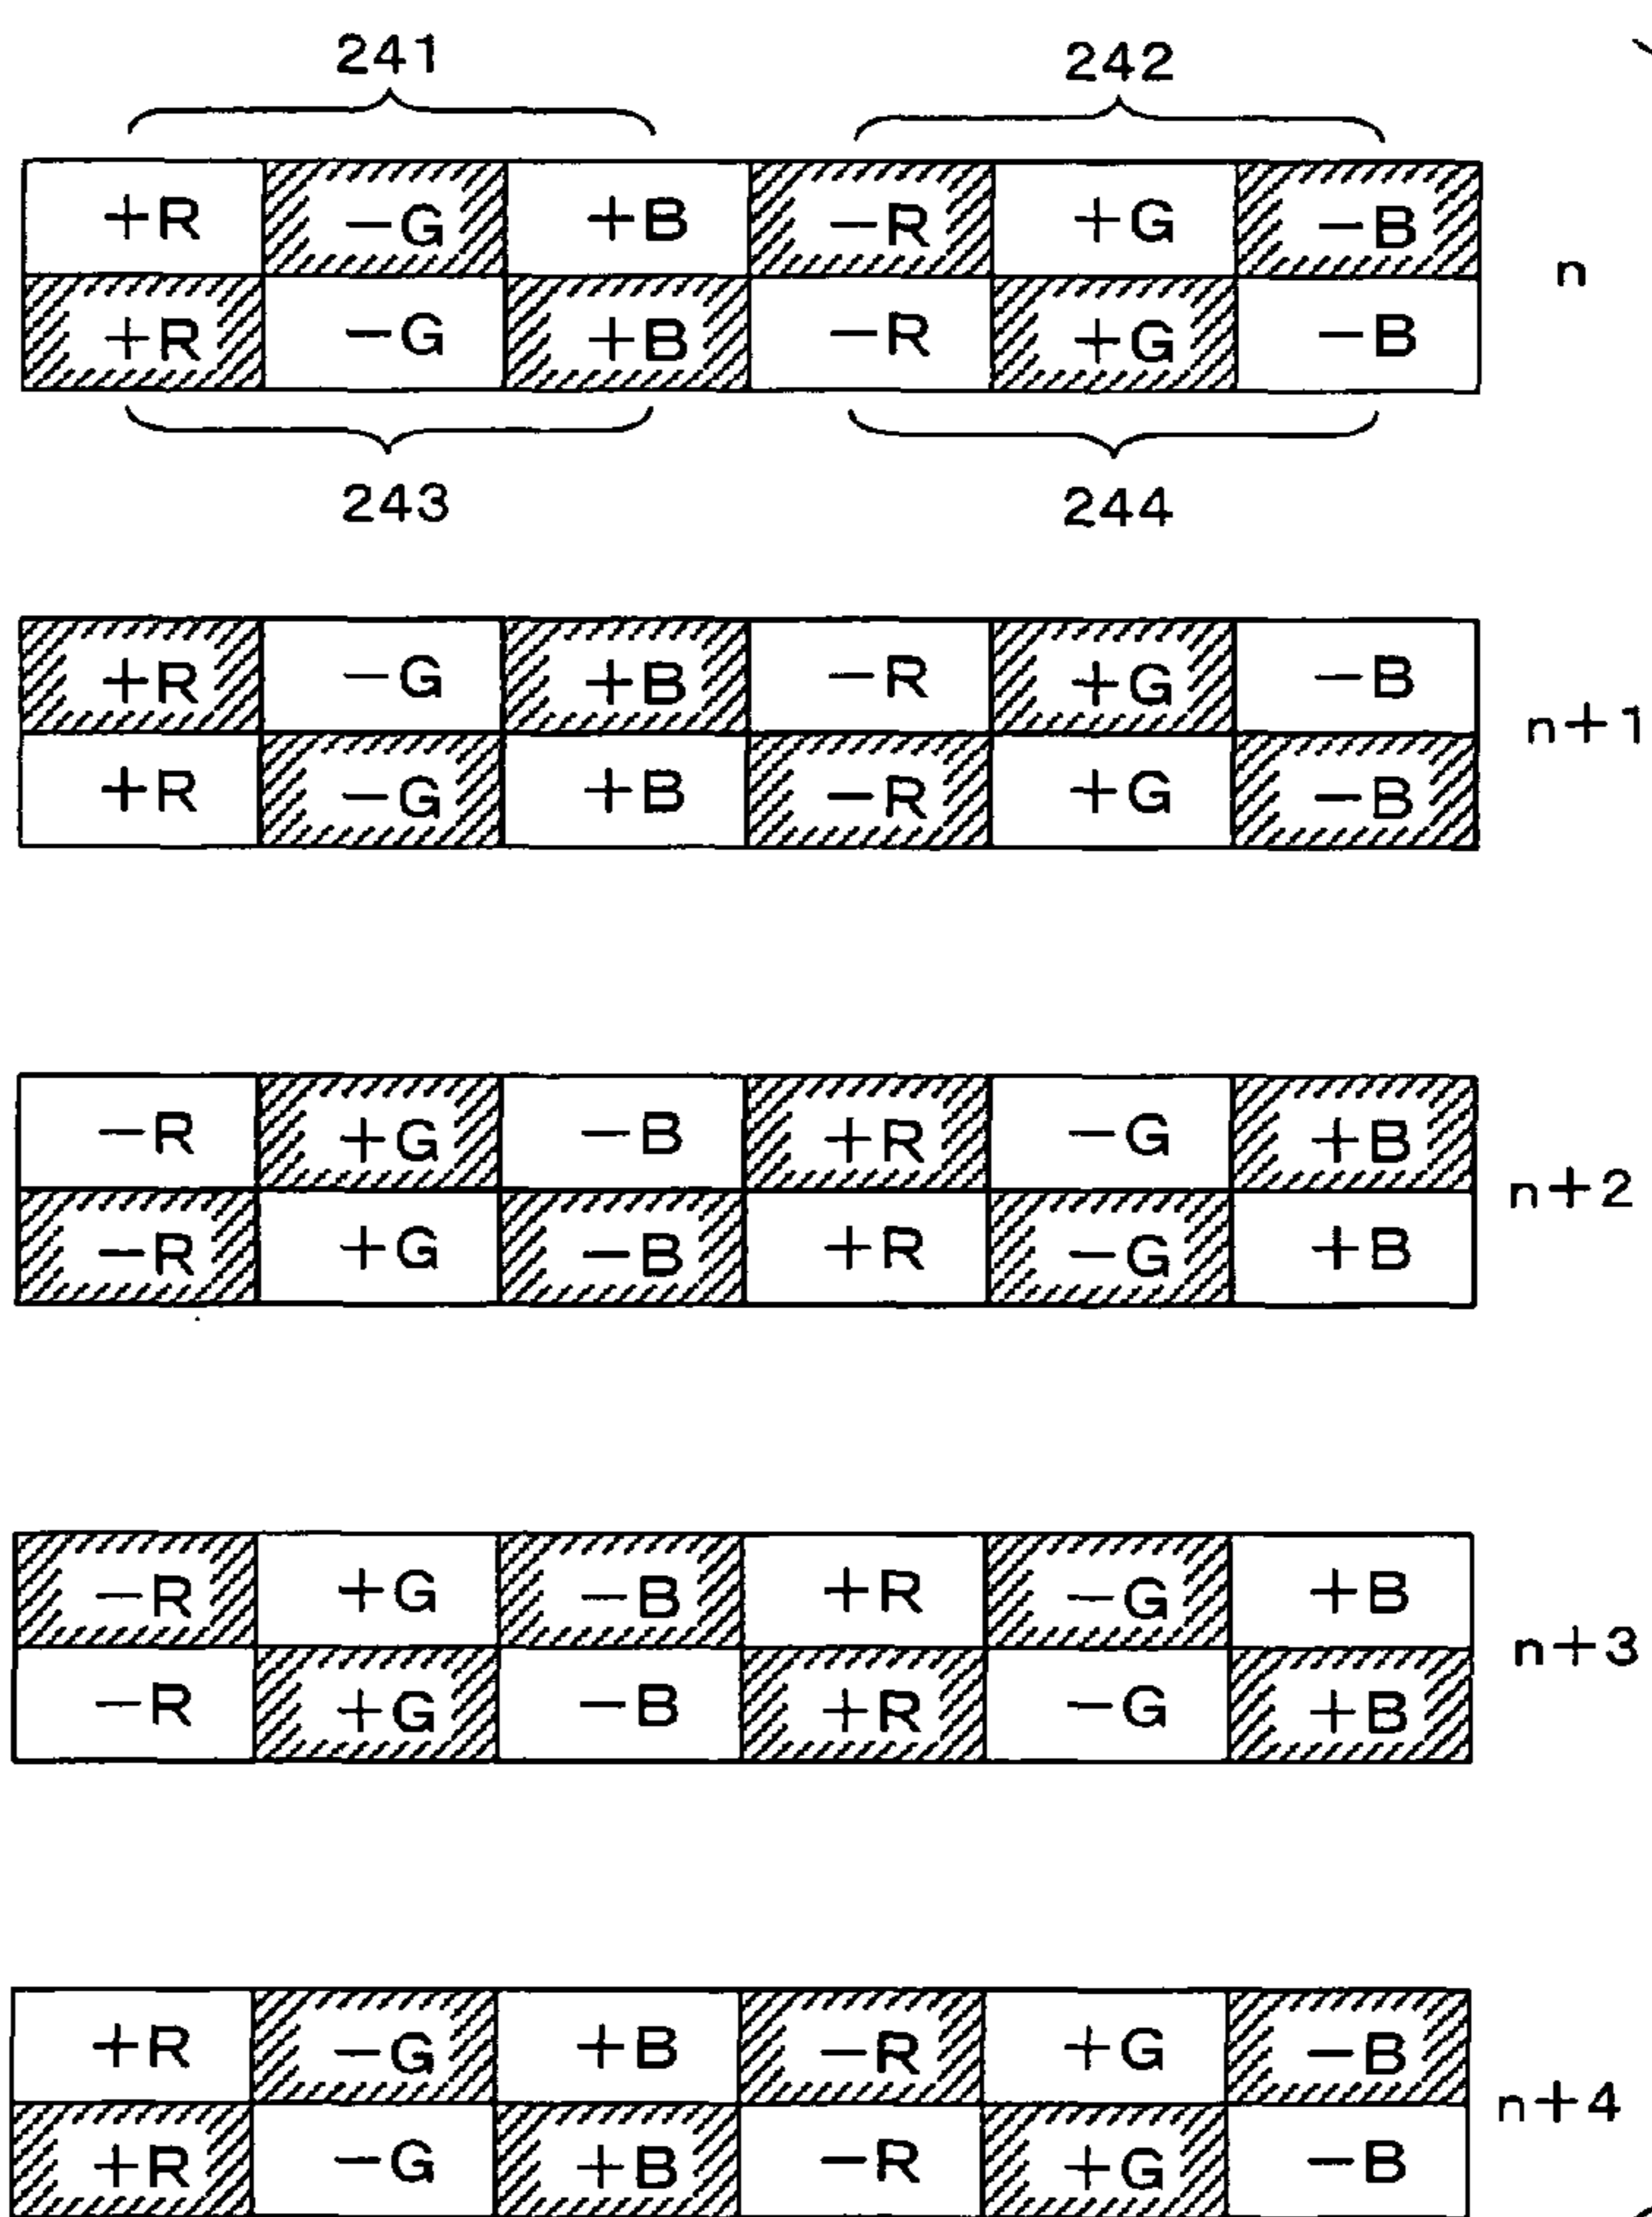 241 242
+R −G +B −R +G −B
n
+R −G +B −R +G −B
243 244
+R −G +B −R +G −B
n+1
+R −G +B −R +G −B
−R +G −B +R −G +B
n+2
−R +G −B +R −G +B
−R +G −B +R −G +B
n+3
−R +G −B +R −G +B
+R −G +B −R +G −B
n+4
+R −G +B −R +G −B